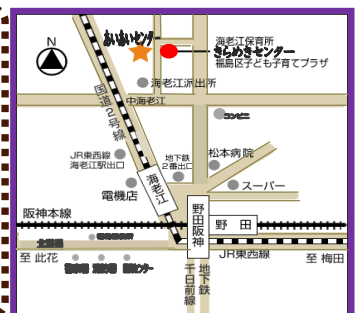 N
あいあいセンター
きらめきセンター
海老江保育所
福島区子ども子育てプラザ
国道2号線
海老江派出所
中海老江
コンビニ
JR東西線
海老江駅出口
地下鉄
2番出口
松本病院
電機店
海老江
スーパー
阪神本線
野田阪神
野田
JR東西線
至 此花
至 梅田
地下鉄
千日前線